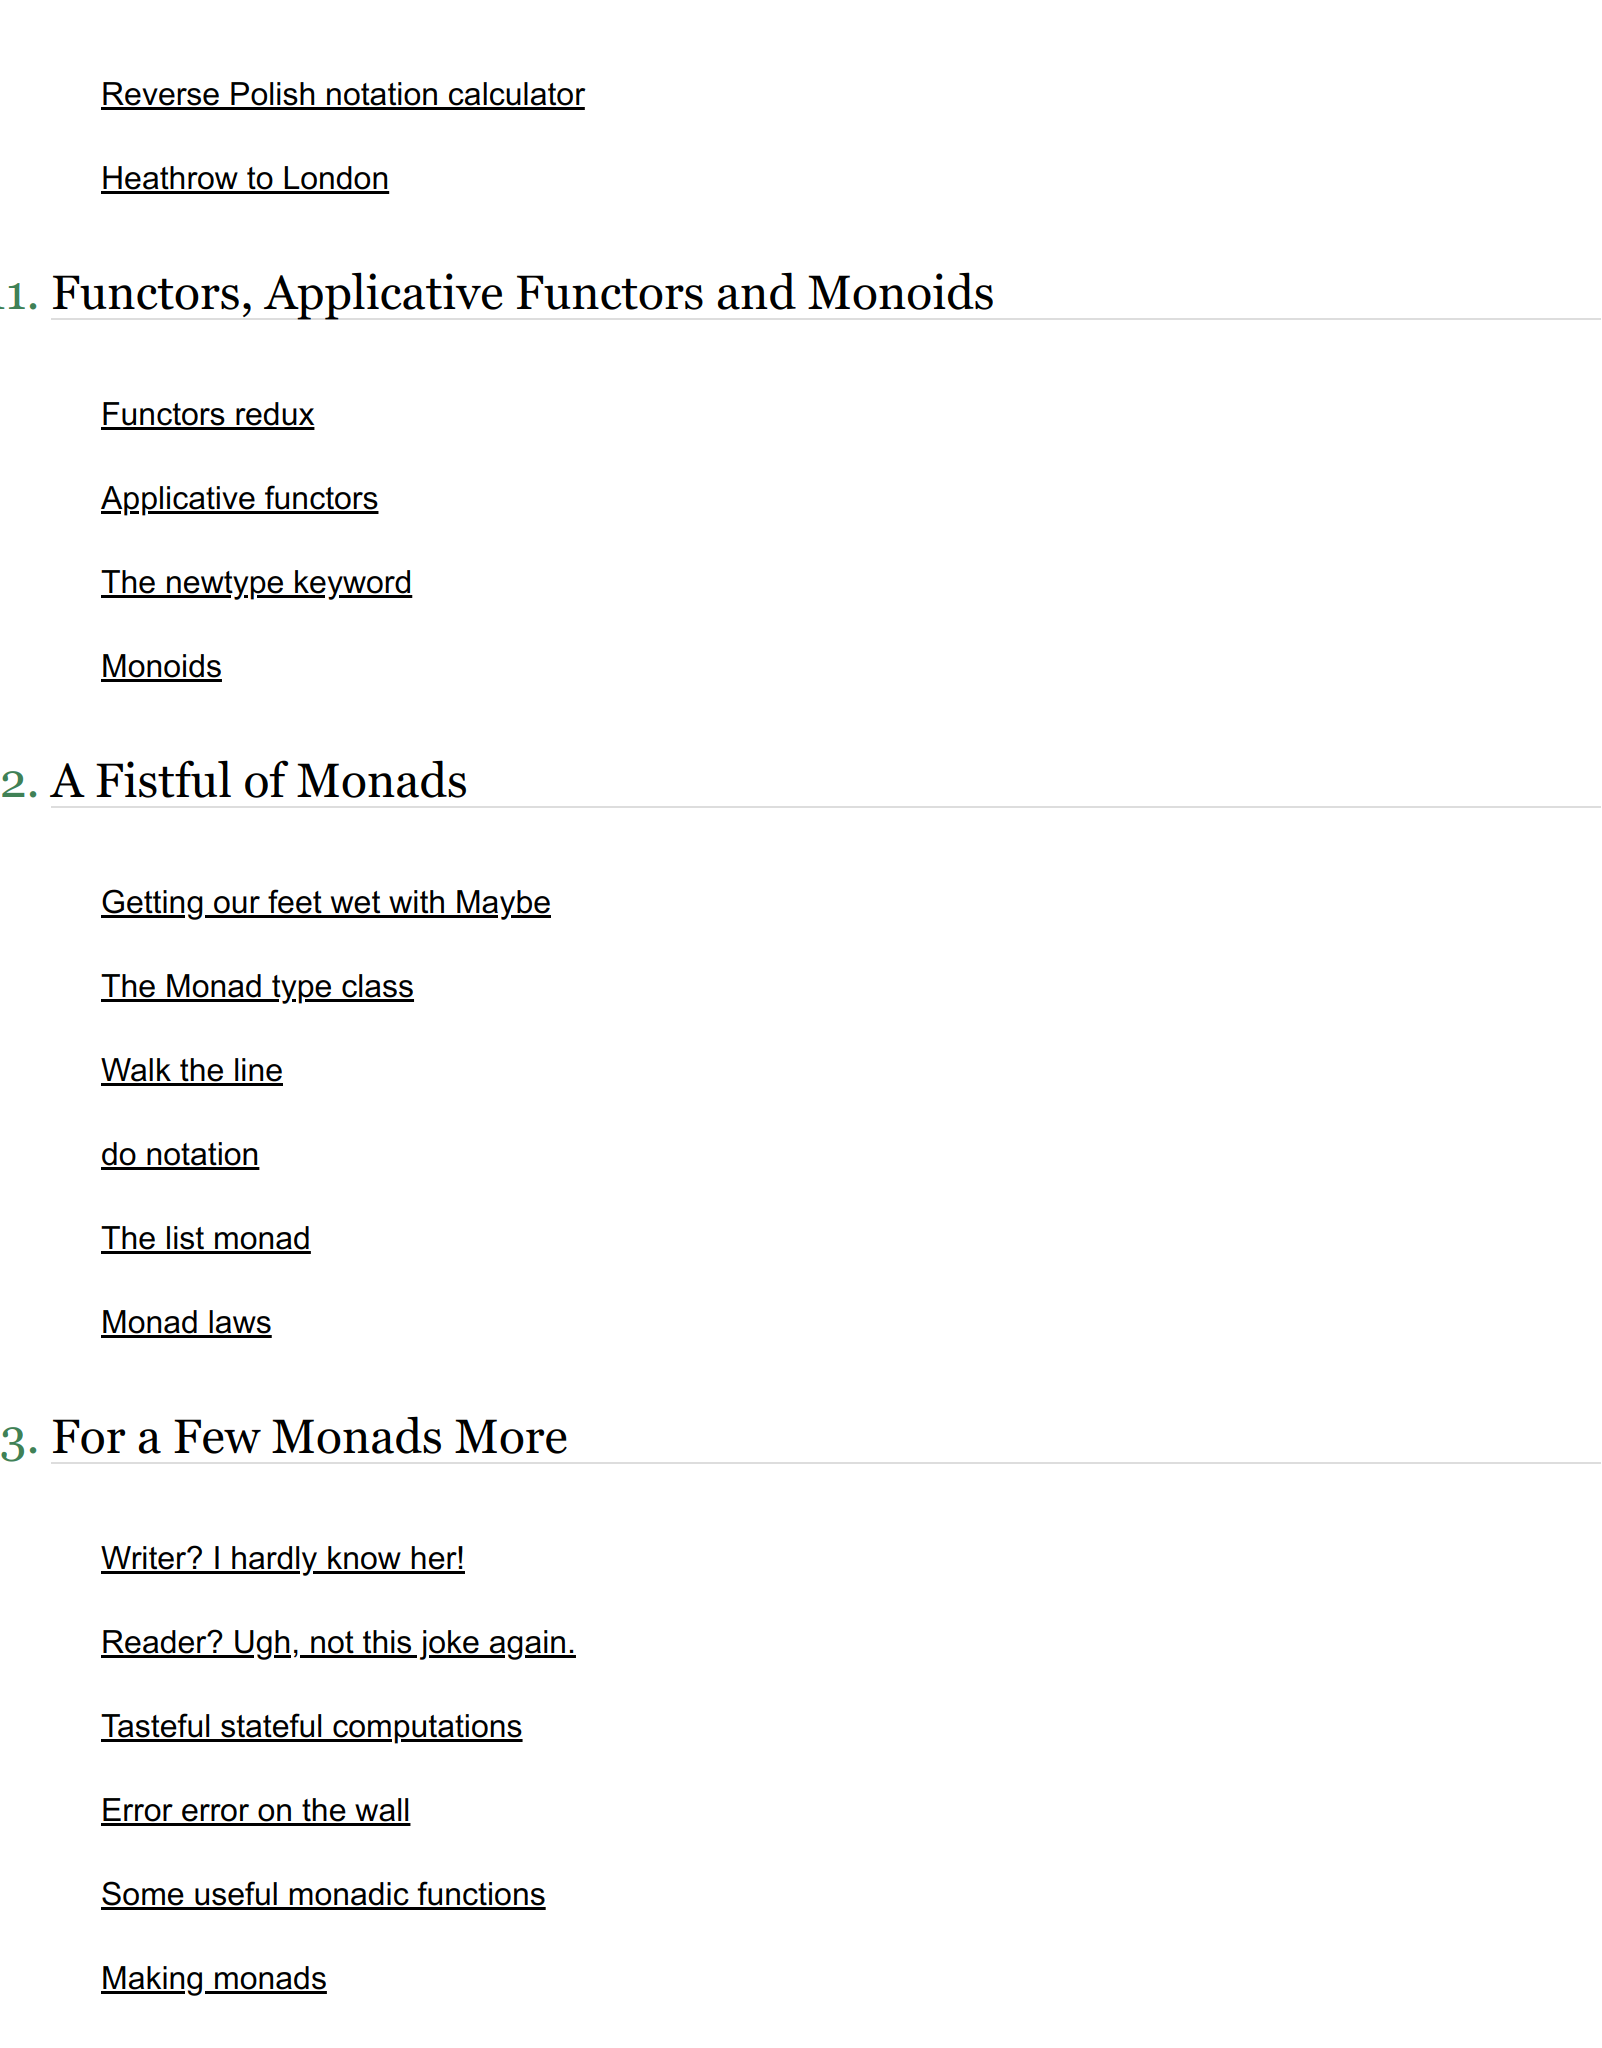 Reverse Polish notation calculator
Heathrow to London
11. Functors, Applicative Functors and Monoids
Functors redux
Applicative functors
The newtype keyword
Monoids
2. A Fistful of Monads
Getting our feet wet with Maybe
The Monad type class
Walk the line
do notation
The list monad
Monad laws
3. For a Few Monads More
Writer? I hardly know her!
Reader? Ugh, not this joke again.
Tasteful stateful computations
Error error on the wall
Some useful monadic functions
Making monads